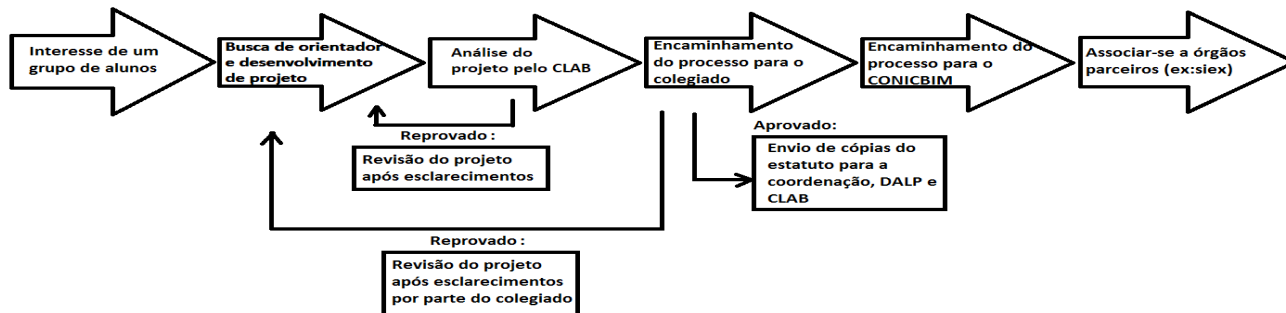 Interesse de um
grupo de alunos
Busca de orientador
e desenvolvimento
de projeto
Análise do
projeto pelo CLAB
Encaminhamento
do processo para o
colegiado
Encaminhamento do
processo para o
CONICBIM
Associar-se a órgãos
parceiros (ex:siex)
Reprovado :
Revisão do projeto
após esclarecimentos
Aprovado:
Envio de cópias do
estatuto para a
coordenação, DALP e
CLAB
Reprovado :
Revisão do projeto
após esclarecimentos
por parte do colegiado